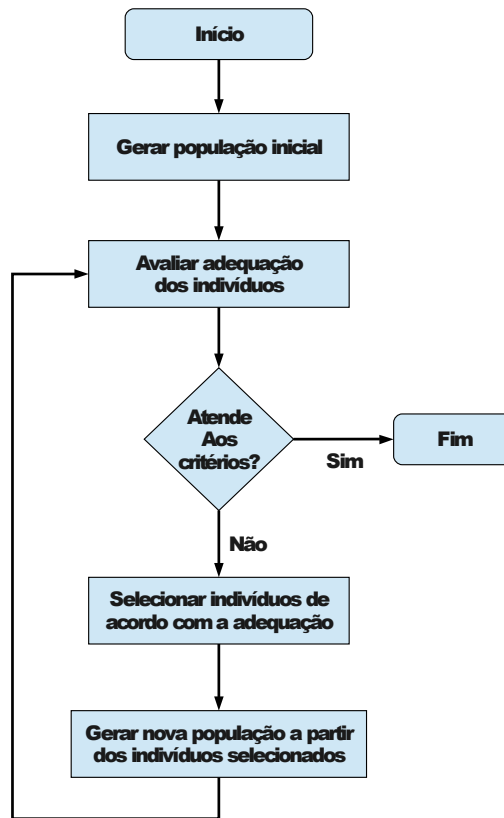 Início
Gerar população inicial
Avaliar adequação
dos indivíduos
Atende
Aos
critérios?
Sim
Fim
Não
Selecionar indivíduos de
acordo com a adequação
Gerar nova população a partir
dos indivíduos selecionados